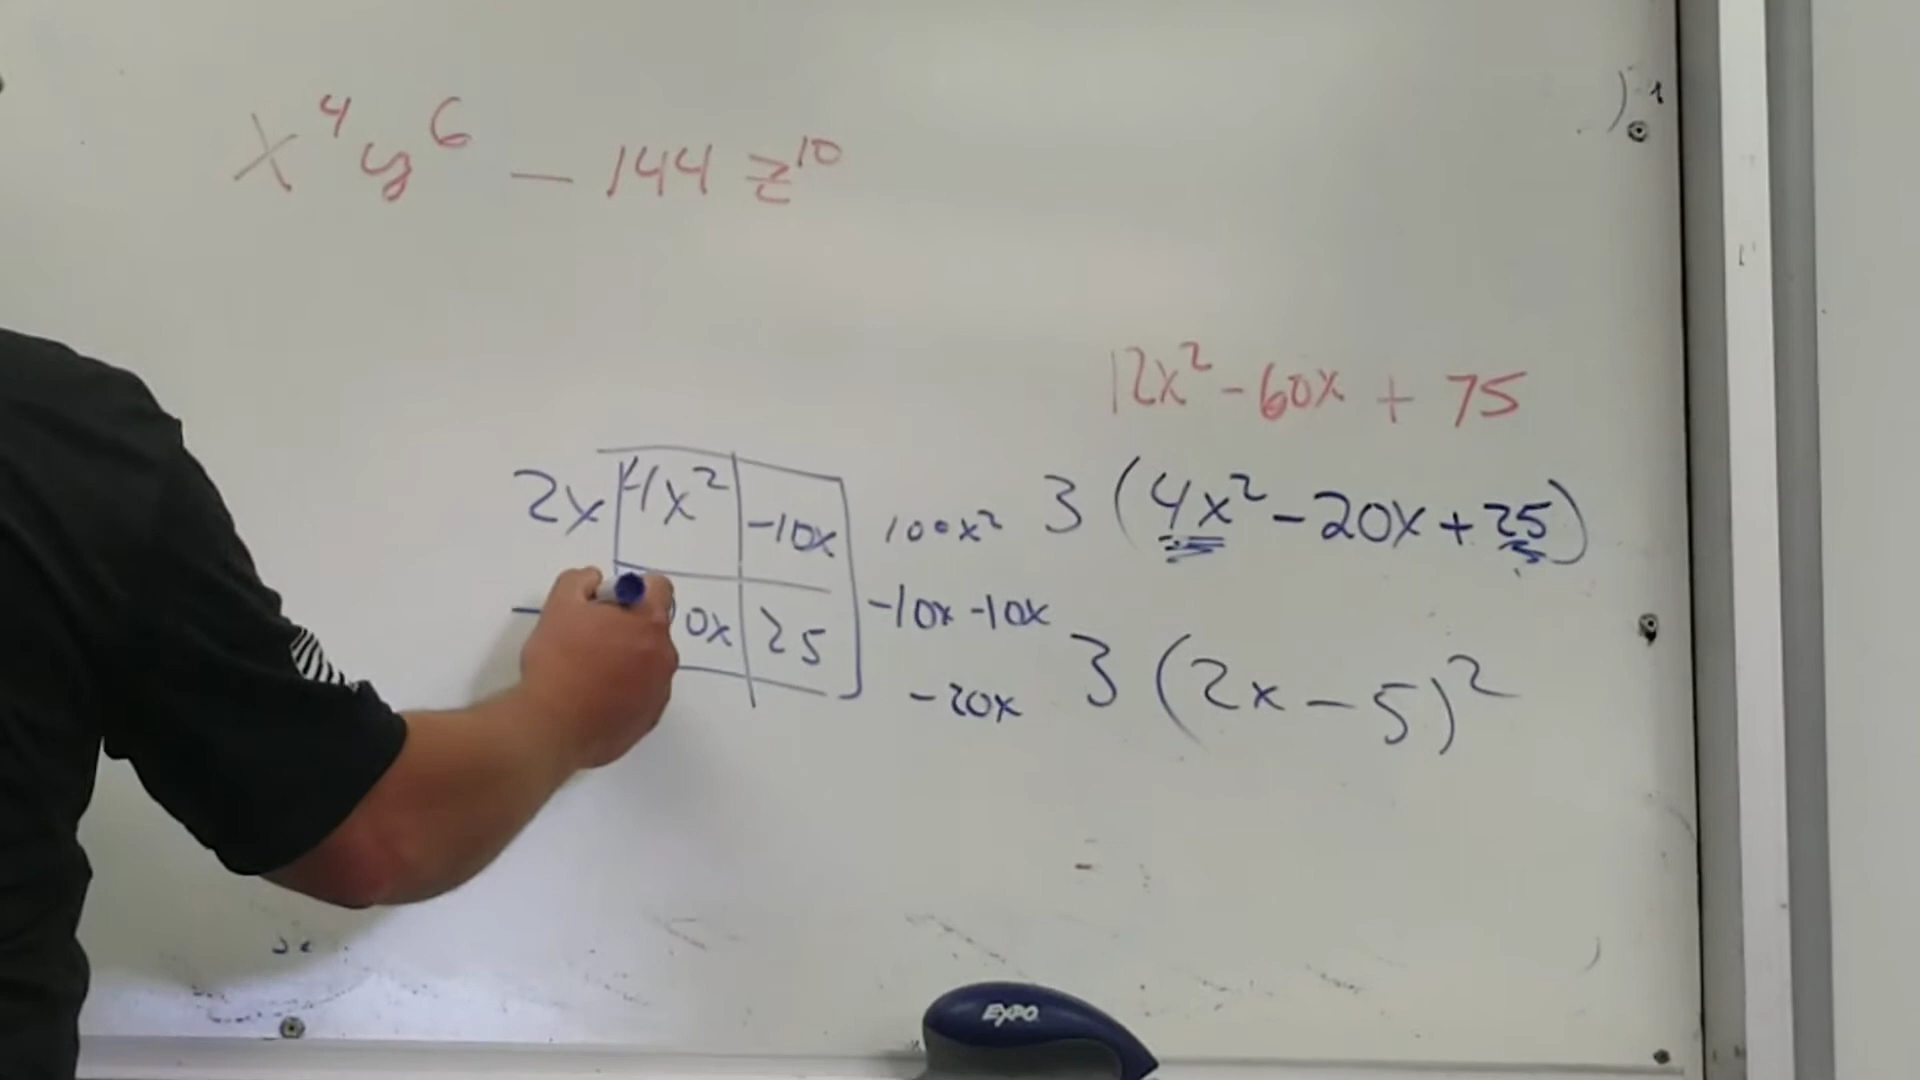 x⁴y⁶ − 144z¹⁰
12x² − 60x + 75
2x 4x² −10x
100x²
3(4x² − 20x + 25)
− 0x 25
−10x −10x
−20x
3(2x − 5)²
EXPO